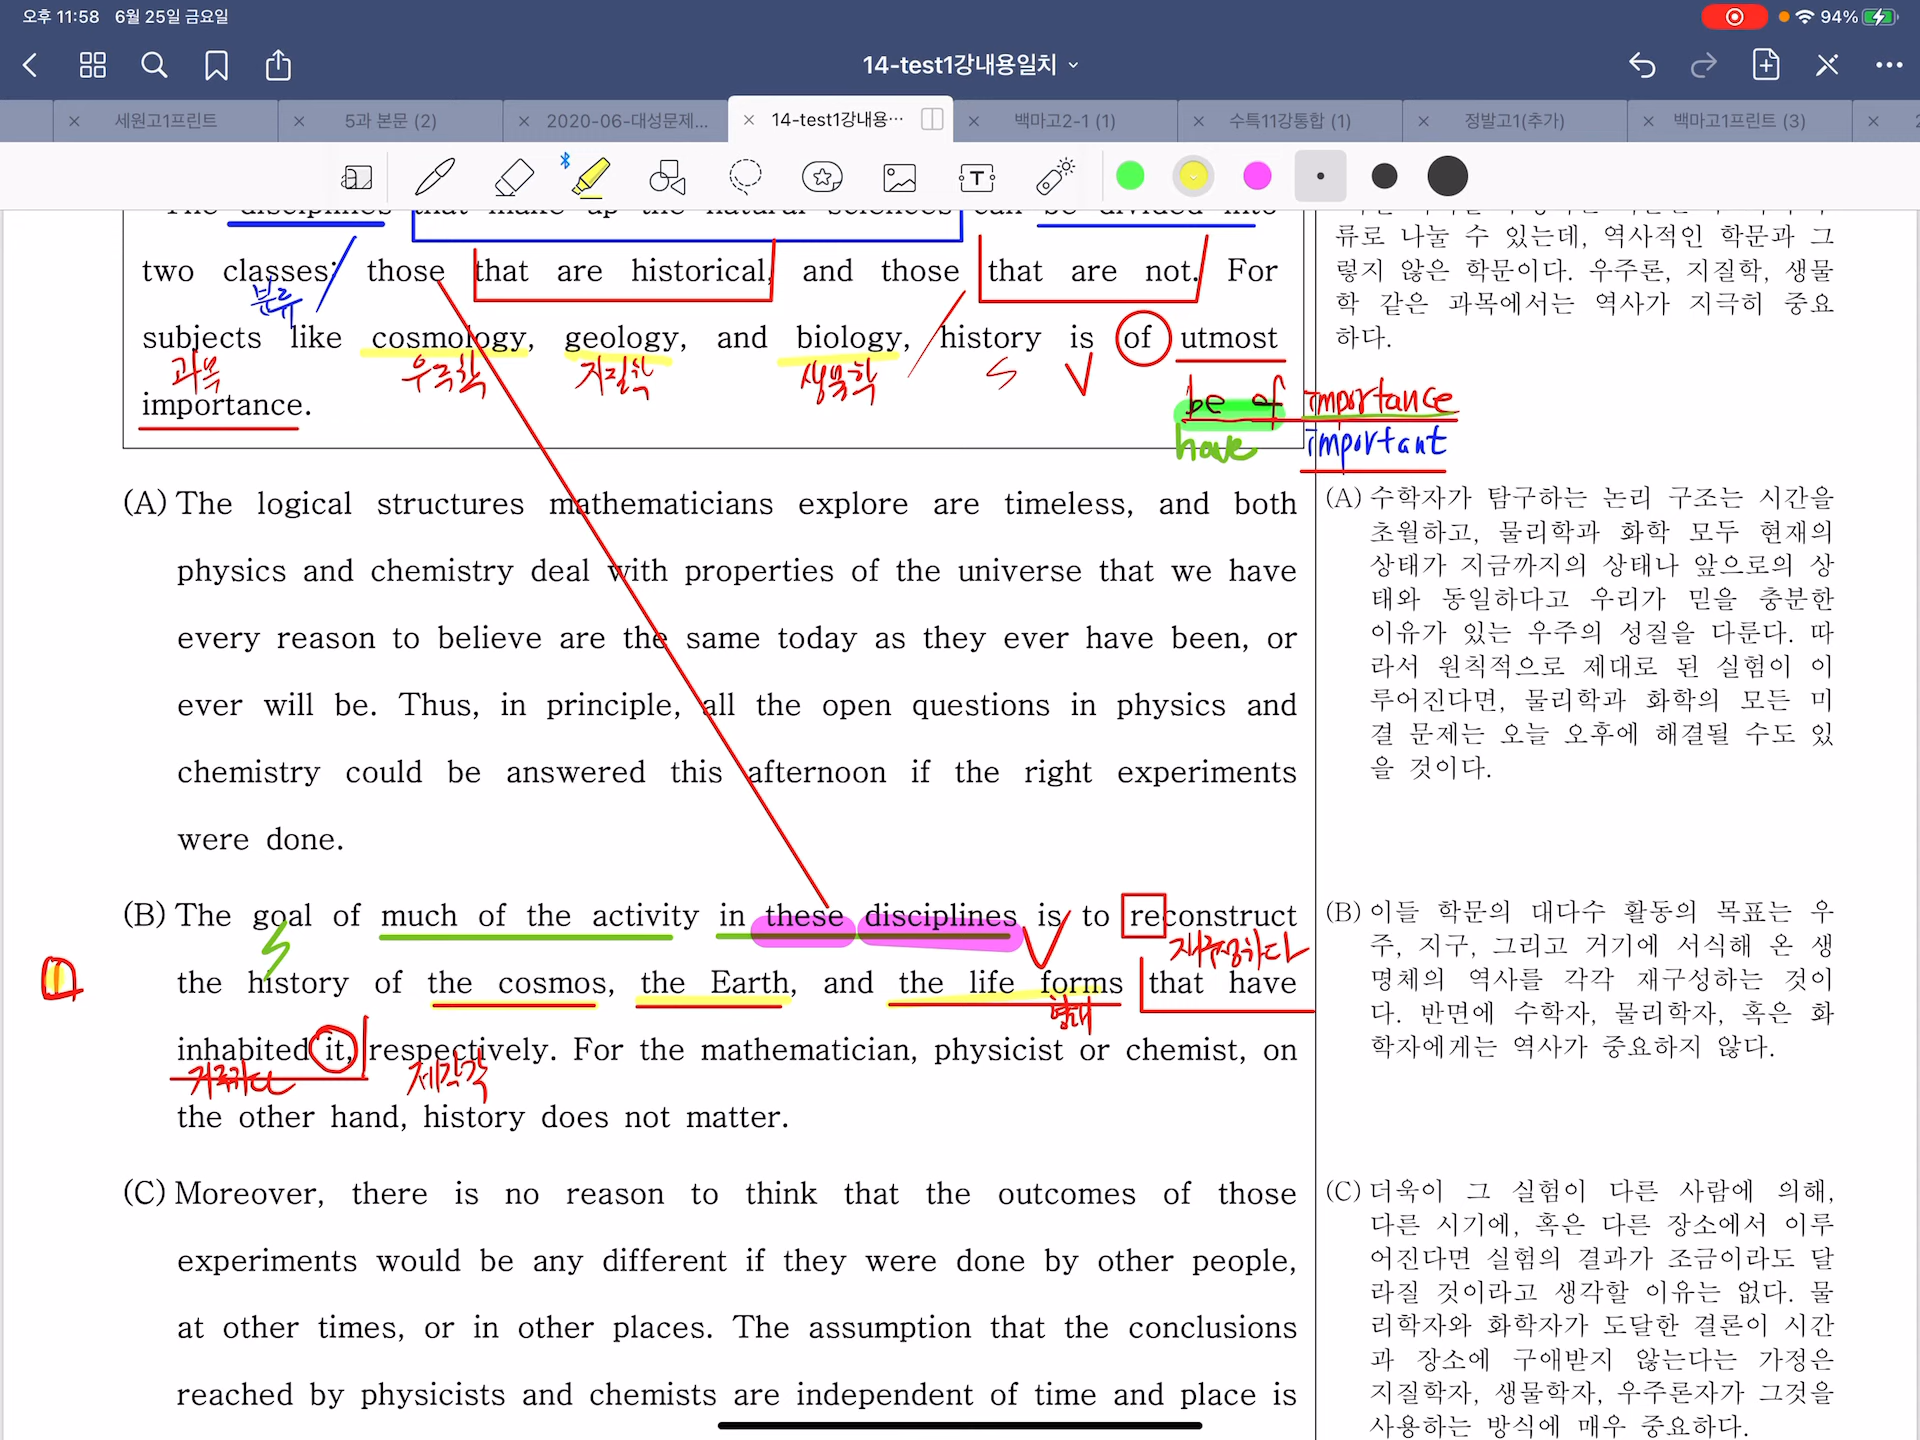 오후 11:58 6월 25일 금요일
94%
14-test1강내용일치
세원고1프린트
5과 본문 (2)
2020-06-대성문제...
14-test1강내용...
백마고2-1 (1)
수특11강통합 (1)
정발고1(추가)
백마고1프린트 (3)
The disciplines that make up the natural sciences can be divided into
two classes; those that are historical, and those that are not. For
분류
subjects like cosmology, geology, and biology, history is of utmost
과목 우주학 지질학 생물학 S V
importance.
be of importance
have important
류로 나눌 수 있는데, 역사적인 학문과 그
렇지 않은 학문이다. 우주론, 지질학, 생물
학 같은 과목에서는 역사가 지극히 중요
하다.
(A) The logical structures mathematicians explore are timeless, and both
physics and chemistry deal with properties of the universe that we have
every reason to believe are the same today as they ever have been, or
ever will be. Thus, in principle, all the open questions in physics and
chemistry could be answered this afternoon if the right experiments
were done.
(A) 수학자가 탐구하는 논리 구조는 시간을
초월하고, 물리학과 화학 모두 현재의
상태가 지금까지의 상태나 앞으로의 상
태와 동일하다고 우리가 믿을 충분한
이유가 있는 우주의 성질을 다룬다. 따
라서 원칙적으로 제대로 된 실험이 이
루어진다면, 물리학과 화학의 모든 미
결 문제는 오늘 오후에 해결될 수도 있
을 것이다.
(B) The goal of much of the activity in these disciplines is to reconstruct
S V 재구성하다
the history of the cosmos, the Earth, and the life forms that have
형태
inhabited it, respectively. For the mathematician, physicist or chemist, on
거주하다 제각각
the other hand, history does not matter.
(B) 이들 학문의 대다수 활동의 목표는 우
주, 지구, 그리고 거기에 서식해 온 생
명체의 역사를 각각 재구성하는 것이
다. 반면에 수학자, 물리학자, 혹은 화
학자에게는 역사가 중요하지 않다.
(C) Moreover, there is no reason to think that the outcomes of those
experiments would be any different if they were done by other people,
at other times, or in other places. The assumption that the conclusions
reached by physicists and chemists are independent of time and place is
(C) 더욱이 그 실험이 다른 사람에 의해,
다른 시기에, 혹은 다른 장소에서 이루
어진다면 실험의 결과가 조금이라도 달
라질 것이라고 생각할 이유는 없다. 물
리학자와 화학자가 도달한 결론이 시간
과 장소에 구애받지 않는다는 가정은
지질학자, 생물학자, 우주론자가 그것을
사용하는 방식에 매우 중요하다.